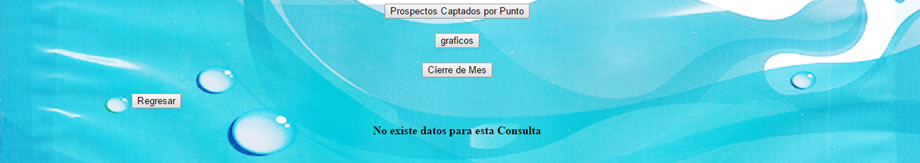 Prospectos Captados por Punto
graficos
Cierre de Mes
Regresar
No existe datos para esta Consulta